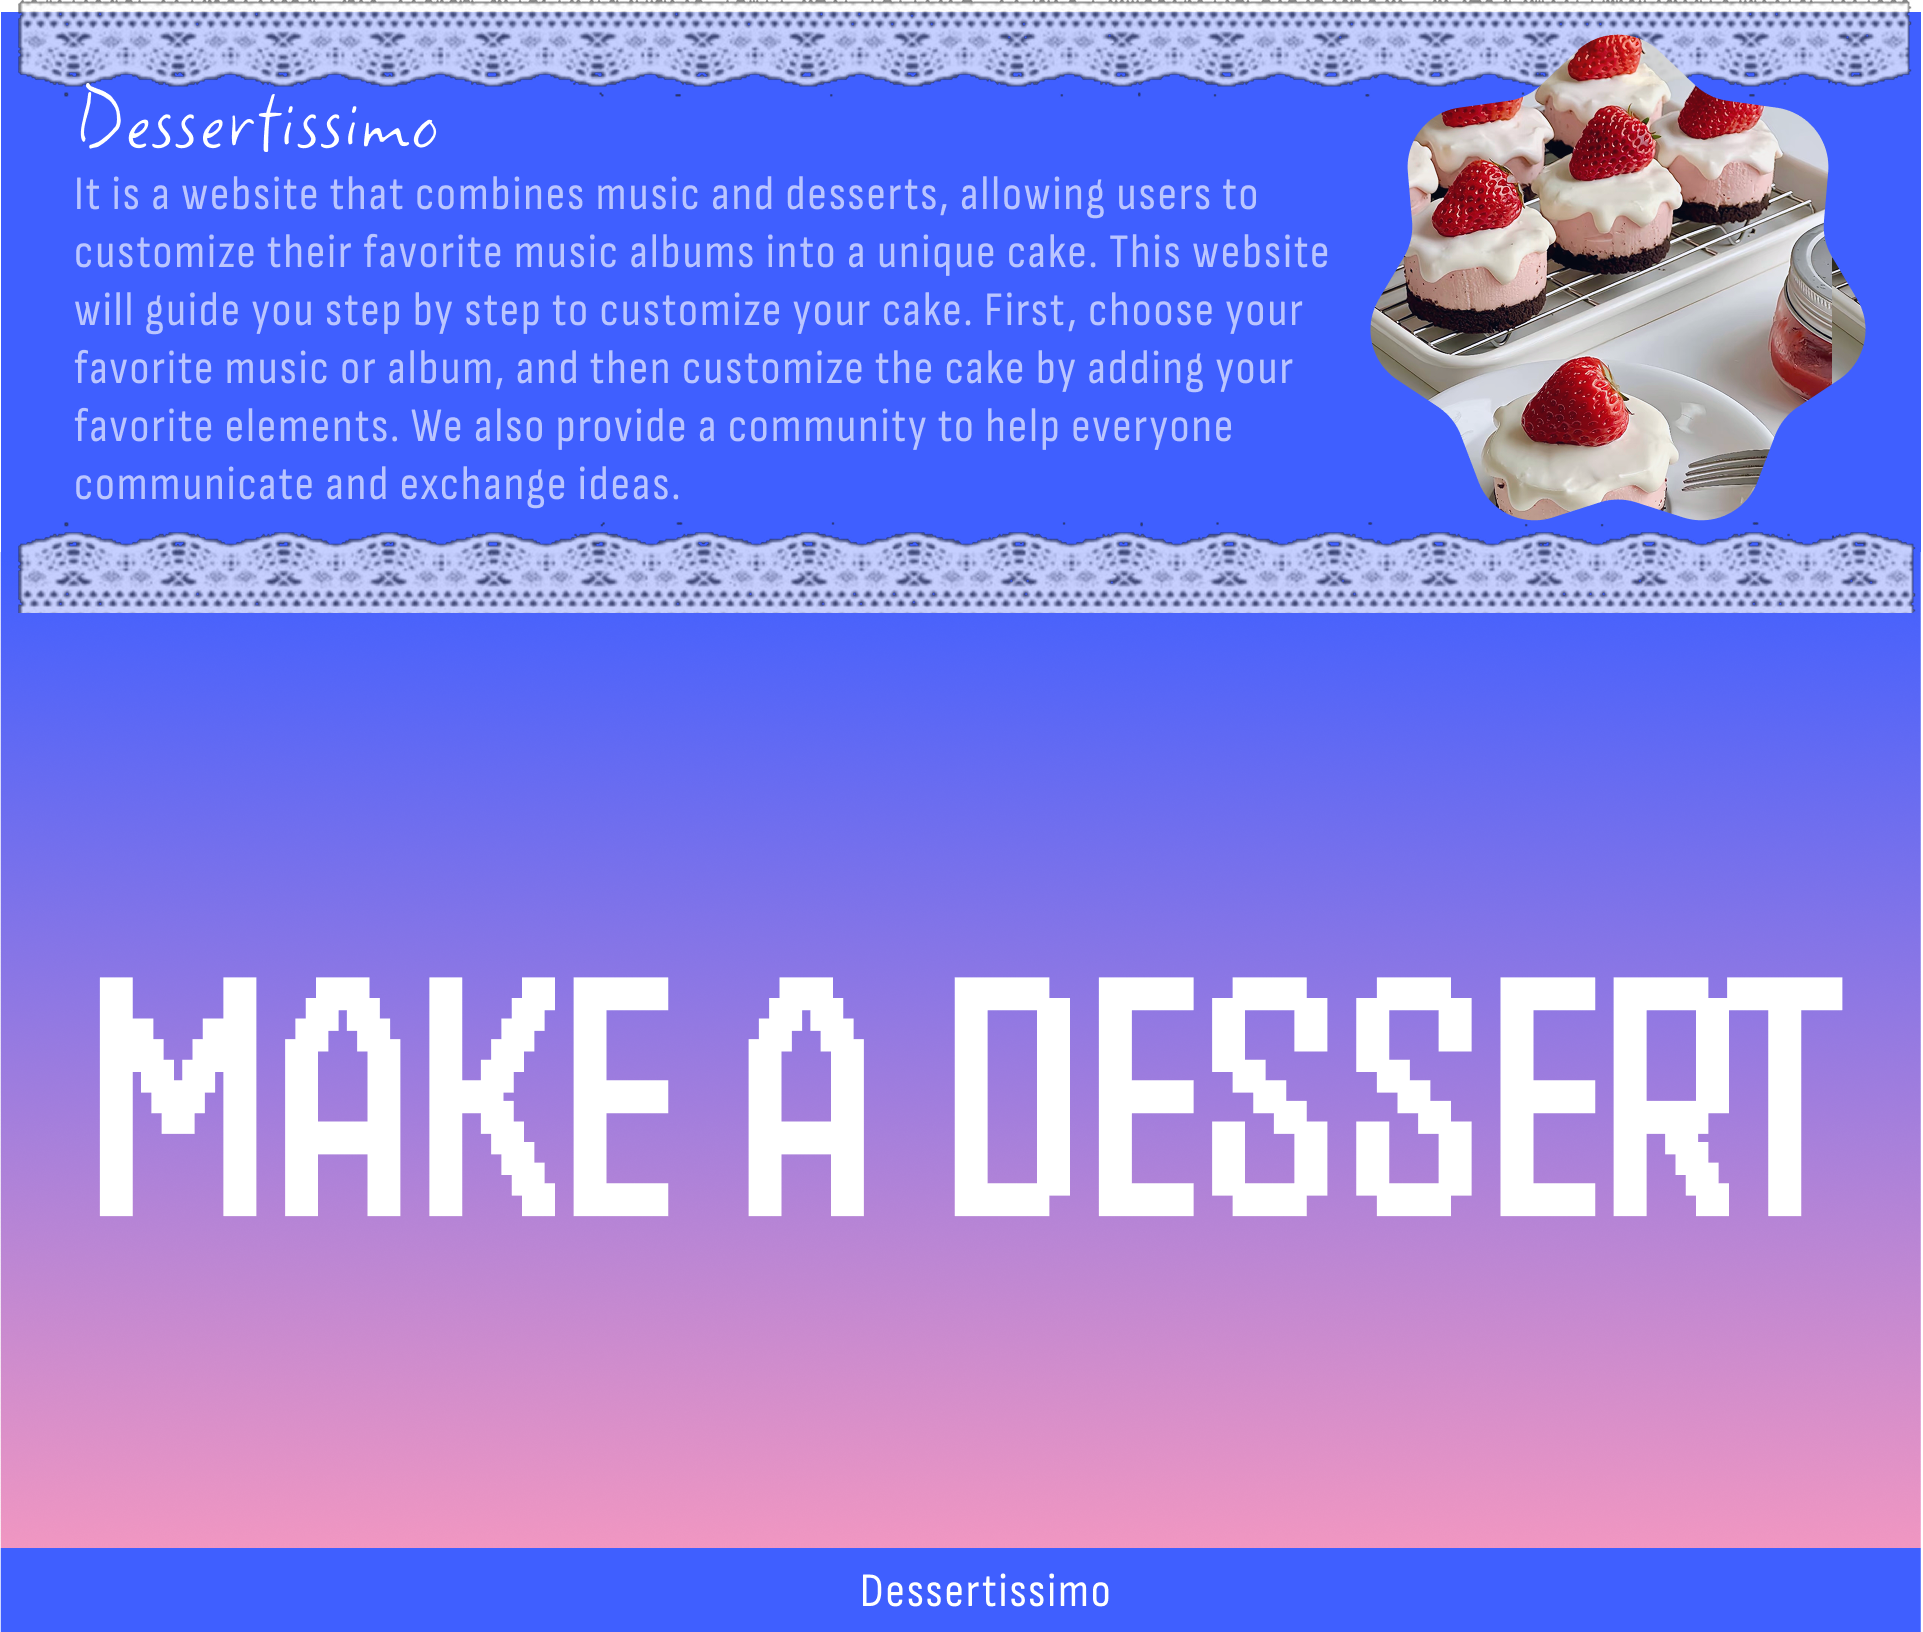 Dessertissimo
It is a website that combines music and desserts, allowing users to
customize their favorite music albums into a unique cake. This website
will guide you step by step to customize your cake. First, choose your
favorite music or album, and then customize the cake by adding your
favorite elements. We also provide a community to help everyone
communicate and exchange ideas.
MAKE A DESSERT
Dessertissimo